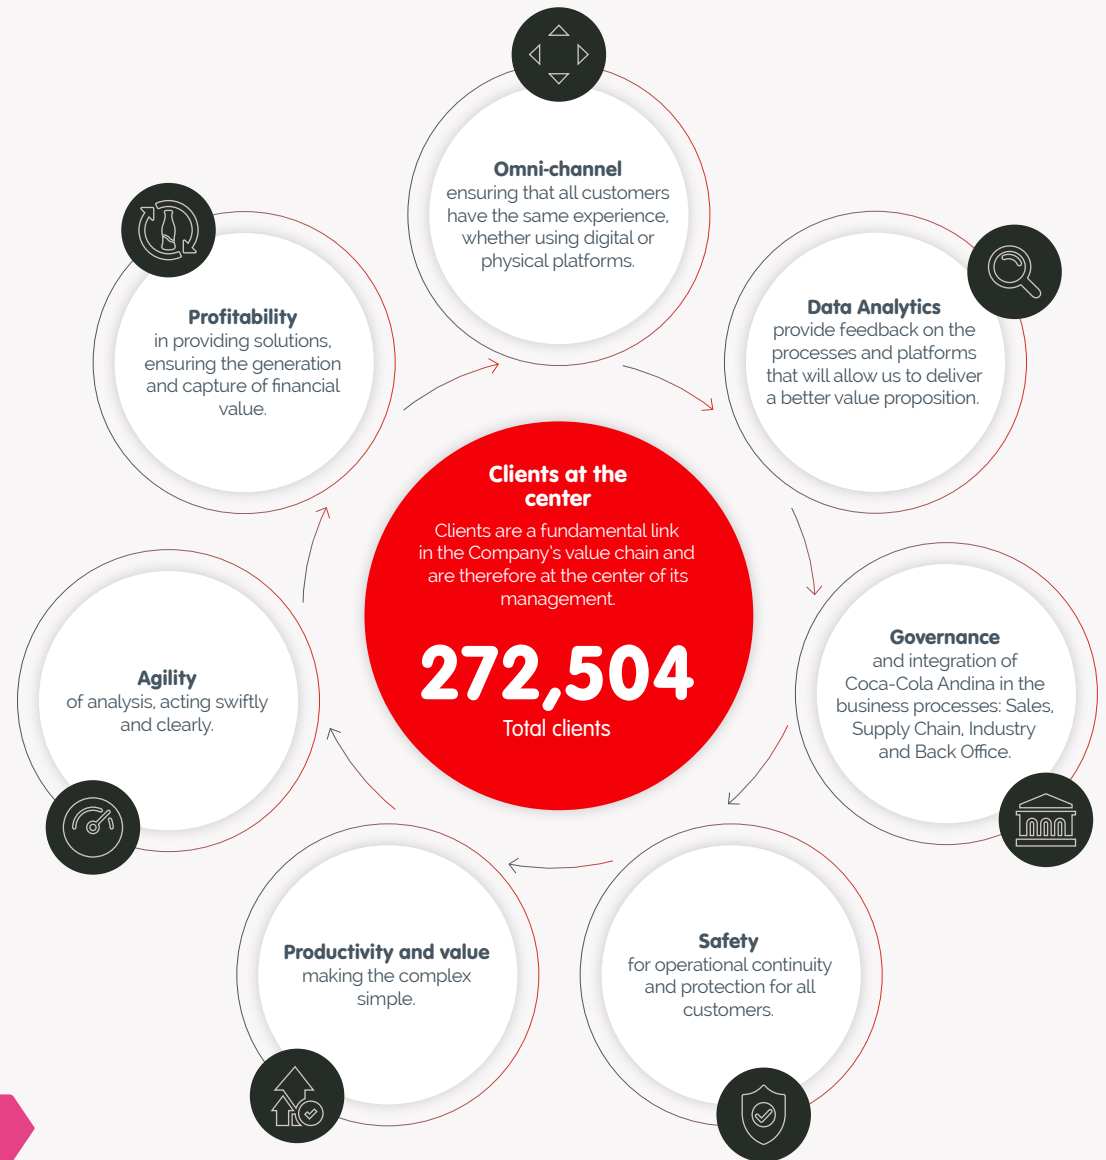 Omni-channel
ensuring that all customers
have the same experience,
whether using digital or
physical platforms.
Data Analytics
provide feedback on the
processes and platforms
that will allow us to deliver
a better value proposition.
Profitability
in providing solutions,
ensuring the generation
and capture of financial
value.
Clients at the
center
Clients are a fundamental link
in the Company's value chain and
are therefore at the center of its
management.
272,504
Total clients
Governance
and integration of
Coca-Cola Andina in the
business processes: Sales,
Supply Chain, Industry
and Back Office.
Agility
of analysis, acting swiftly
and clearly.
Safety
for operational continuity
and protection for all
customers.
Productivity and value
making the complex
simple.